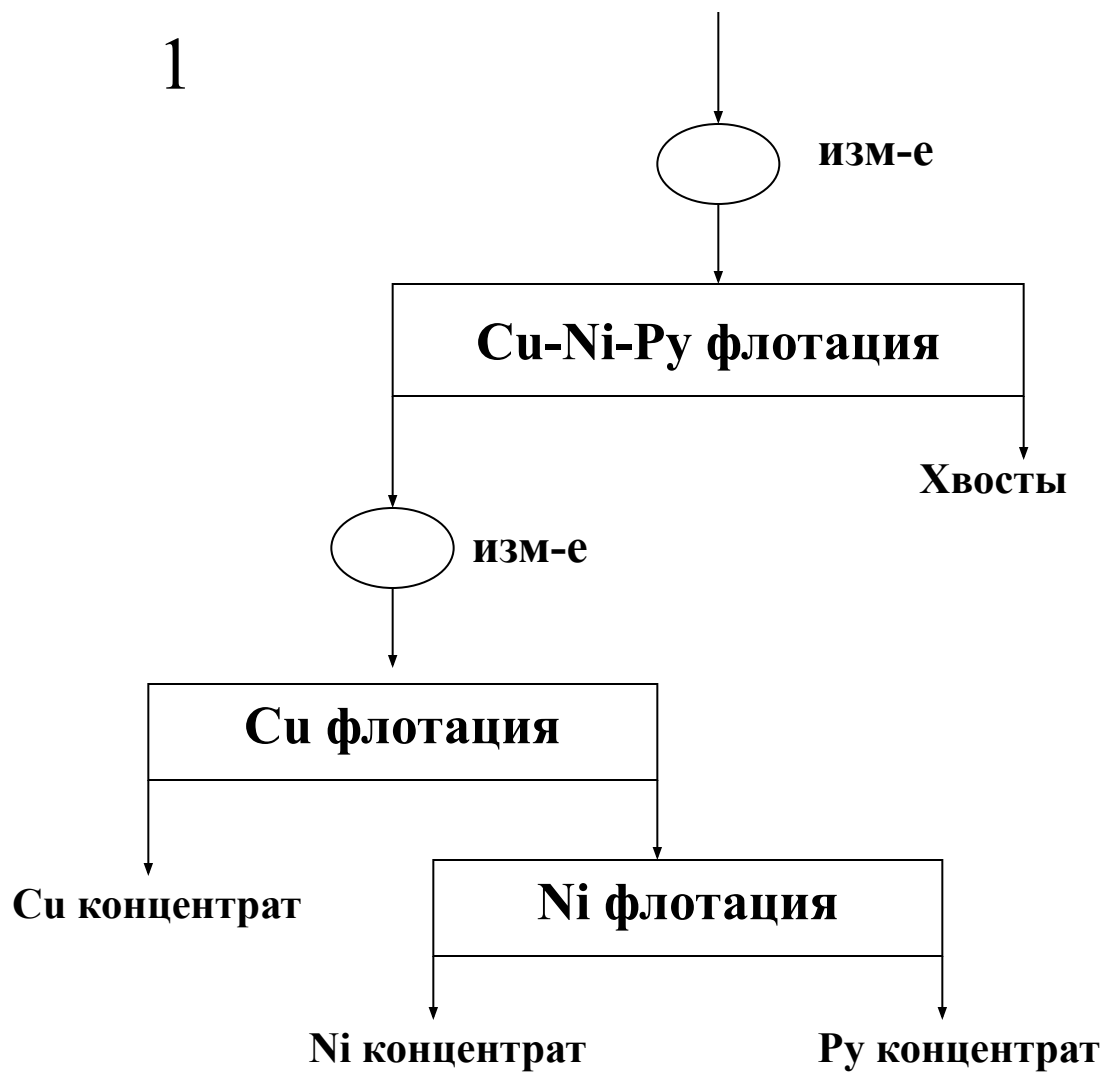 1
изм-е
Cu-Ni-Py флотация
Хвосты
изм-е
Cu флотация
Cu концентрат
Ni флотация
Ni концентрат
Py концентрат